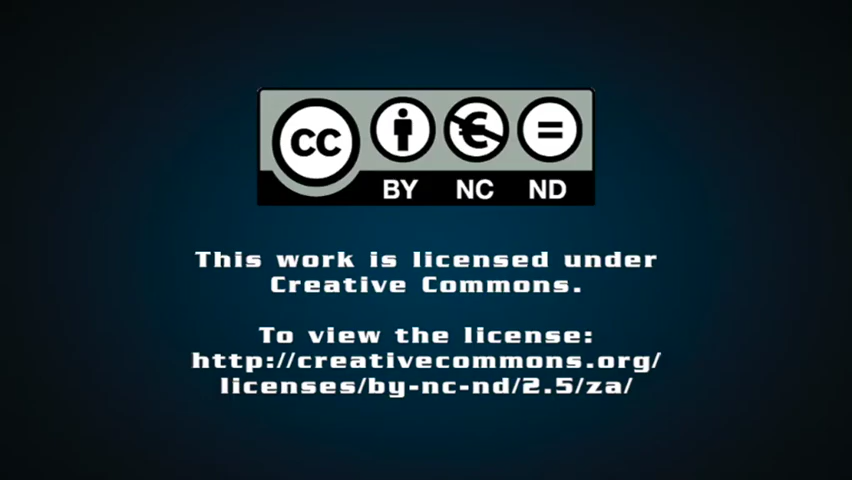 cc
BY NC ND
This work is licensed under
Creative Commons.
To view the license:
http://creativecommons.org/
licenses/by-nc-nd/2.5/za/